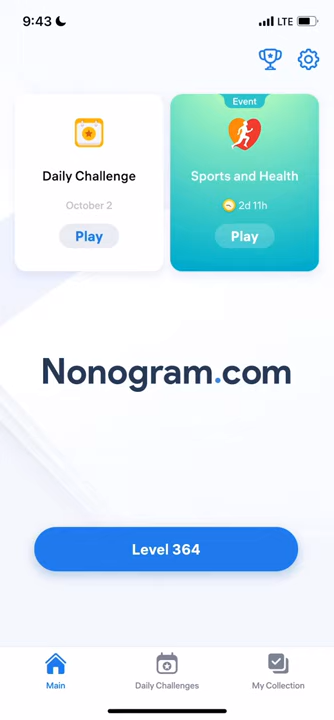 9:43
LTE
Event
Daily Challenge
October 2
Play
Sports and Health
2d 11h
Play
Nonogram.com
Level 364
Main
Daily Challenges
My Collection